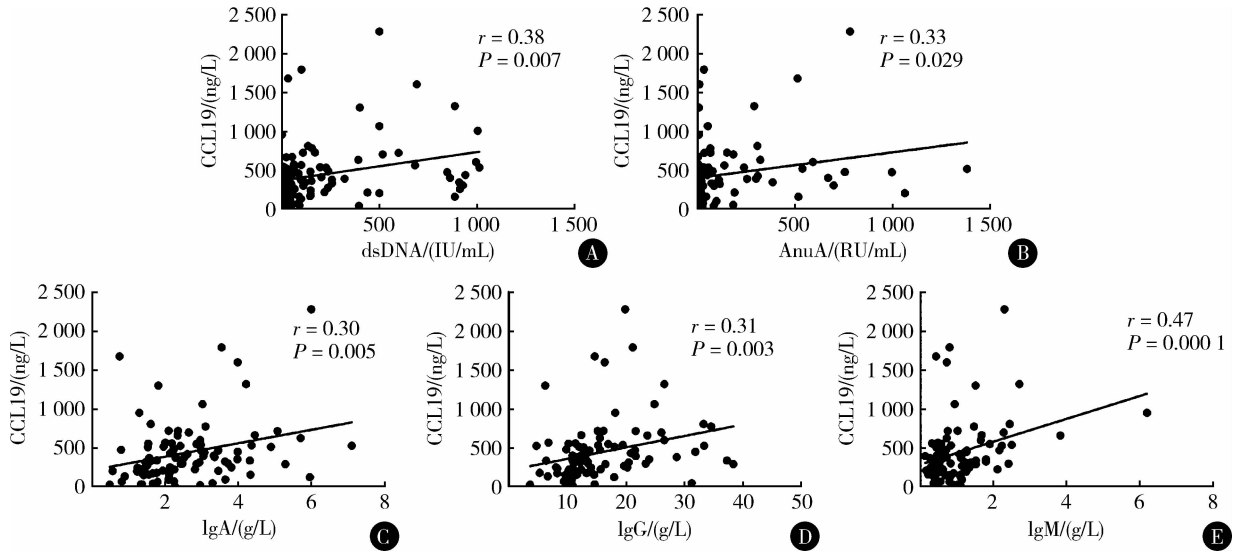 2 500
2 000
1 500
1 000
500
0
CCL19/(ng/L)
r = 0.38
P = 0.007
500
1 000
1 500
dsDNA/(IU/mL)
A
2 500
2 000
1 500
1 000
500
0
CCL19/(ng/L)
r = 0.33
P = 0.029
500
1 000
1 500
AnuA/(RU/mL)
B
2 500
2 000
1 500
1 000
500
0
CCL19/(ng/L)
r = 0.30
P = 0.005
2
4
6
8
lgA/(g/L)
C
2 500
2 000
1 500
1 000
500
0
CCL19/(ng/L)
r = 0.31
P = 0.003
10
20
30
40
50
lgG/(g/L)
D
2 500
2 000
1 500
1 000
500
0
CCL19/(ng/L)
r = 0.47
P = 0.000 1
2
4
6
8
lgM/(g/L)
E